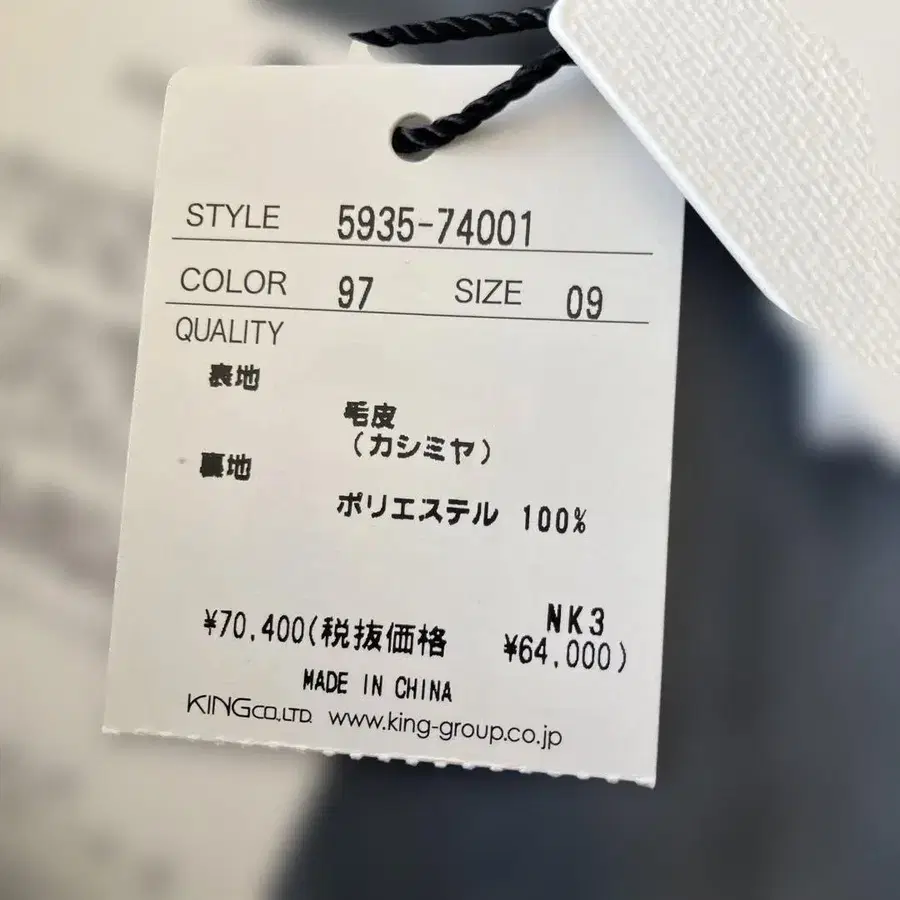 STYLE 5935-74001
COLOR 97 SIZE 09
QUALITY
表地
毛皮
(カシミヤ)
裏地
ポリエステル 100%
NK3
¥70,400(税抜価格 ¥64,000)
MADE IN CHINA
KING CO.,LTD. www.king-group.co.jp